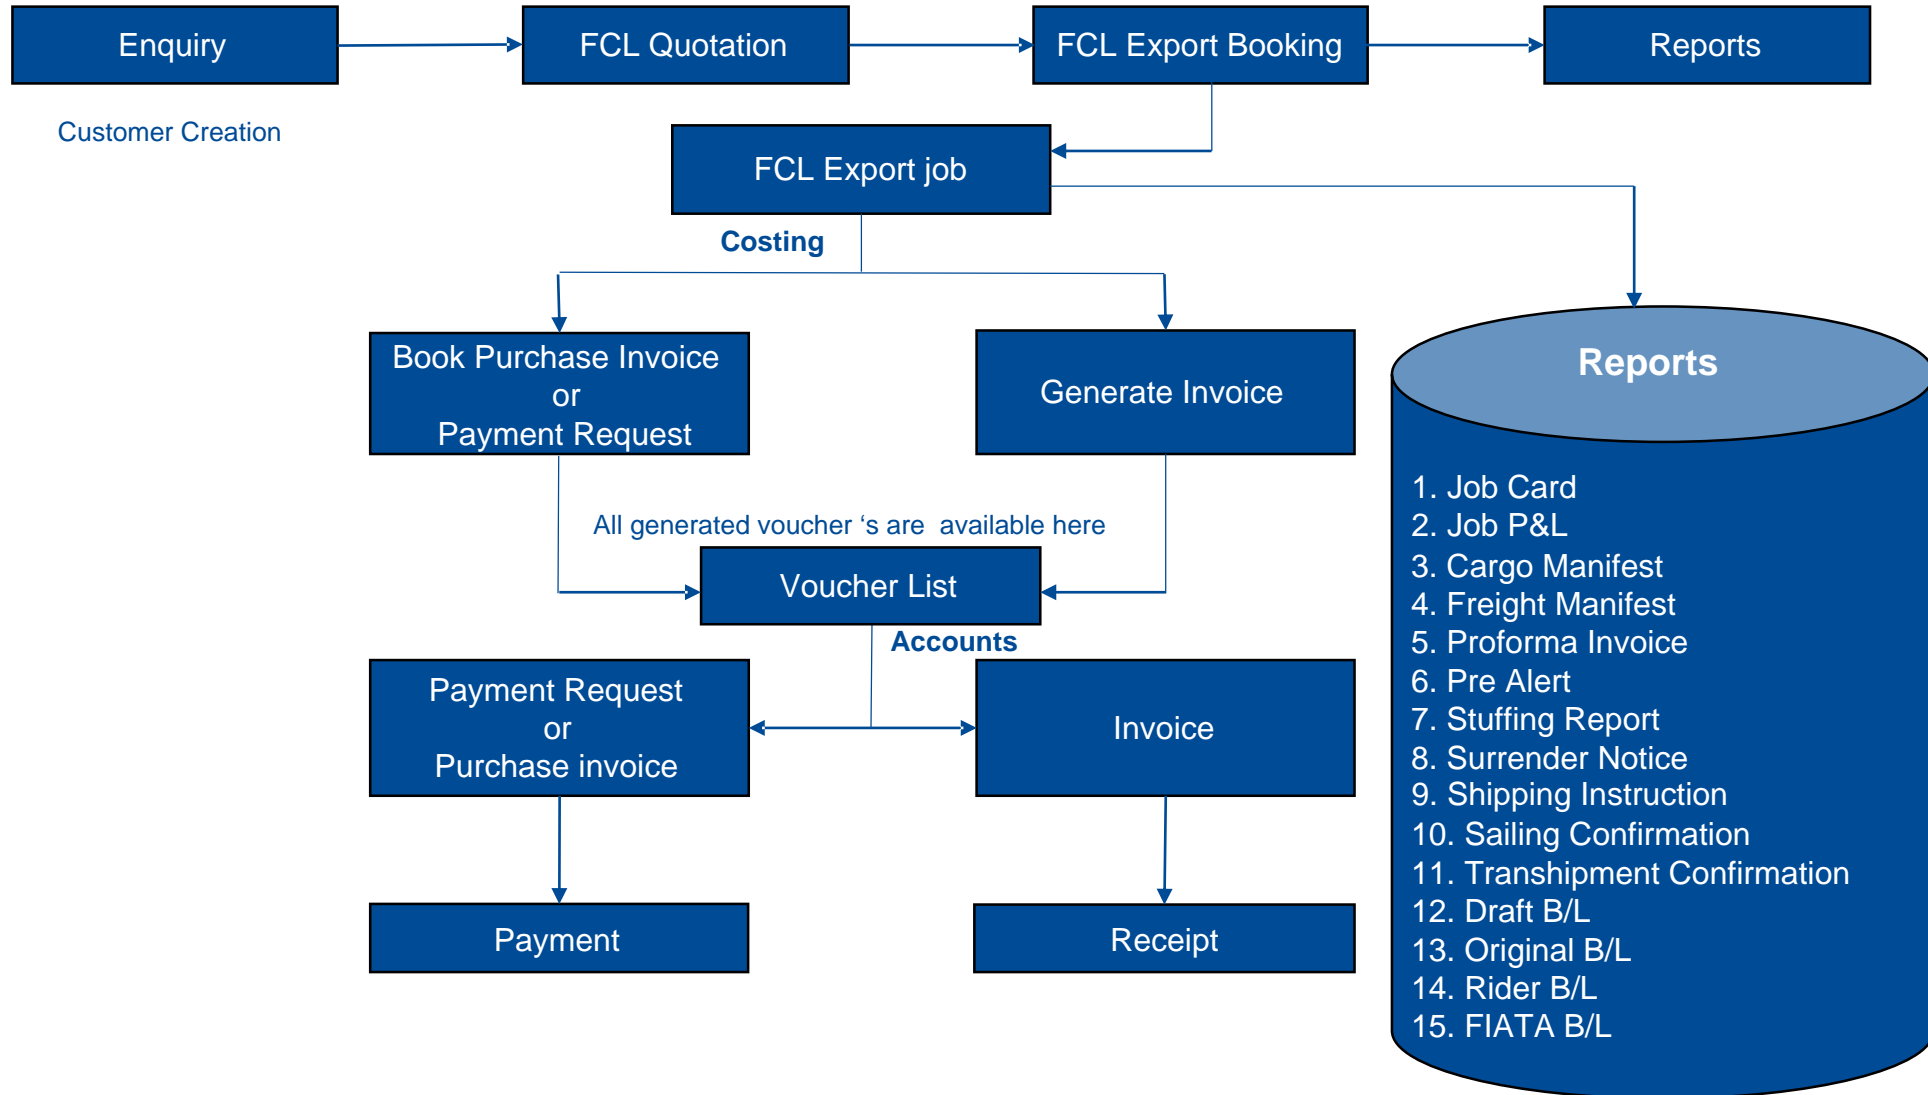 Enquiry
FCL Quotation
FCL Export Booking
Reports
Customer Creation
FCL Export job
Costing
Book Purchase Invoice
or
Payment Request
Generate Invoice
Reports
1. Job Card
2. Job P&L
3. Cargo Manifest
4. Freight Manifest
5. Proforma Invoice
6. Pre Alert
7. Stuffing Report
8. Surrender Notice
9. Shipping Instruction
10. Sailing Confirmation
11. Transhipment Confirmation
12. Draft B/L
13. Original B/L
14. Rider B/L
15. FIATA B/L
All generated voucher ‘s are  available here
Voucher List
Accounts
Payment Request
or
Purchase invoice
Invoice
Payment
Receipt